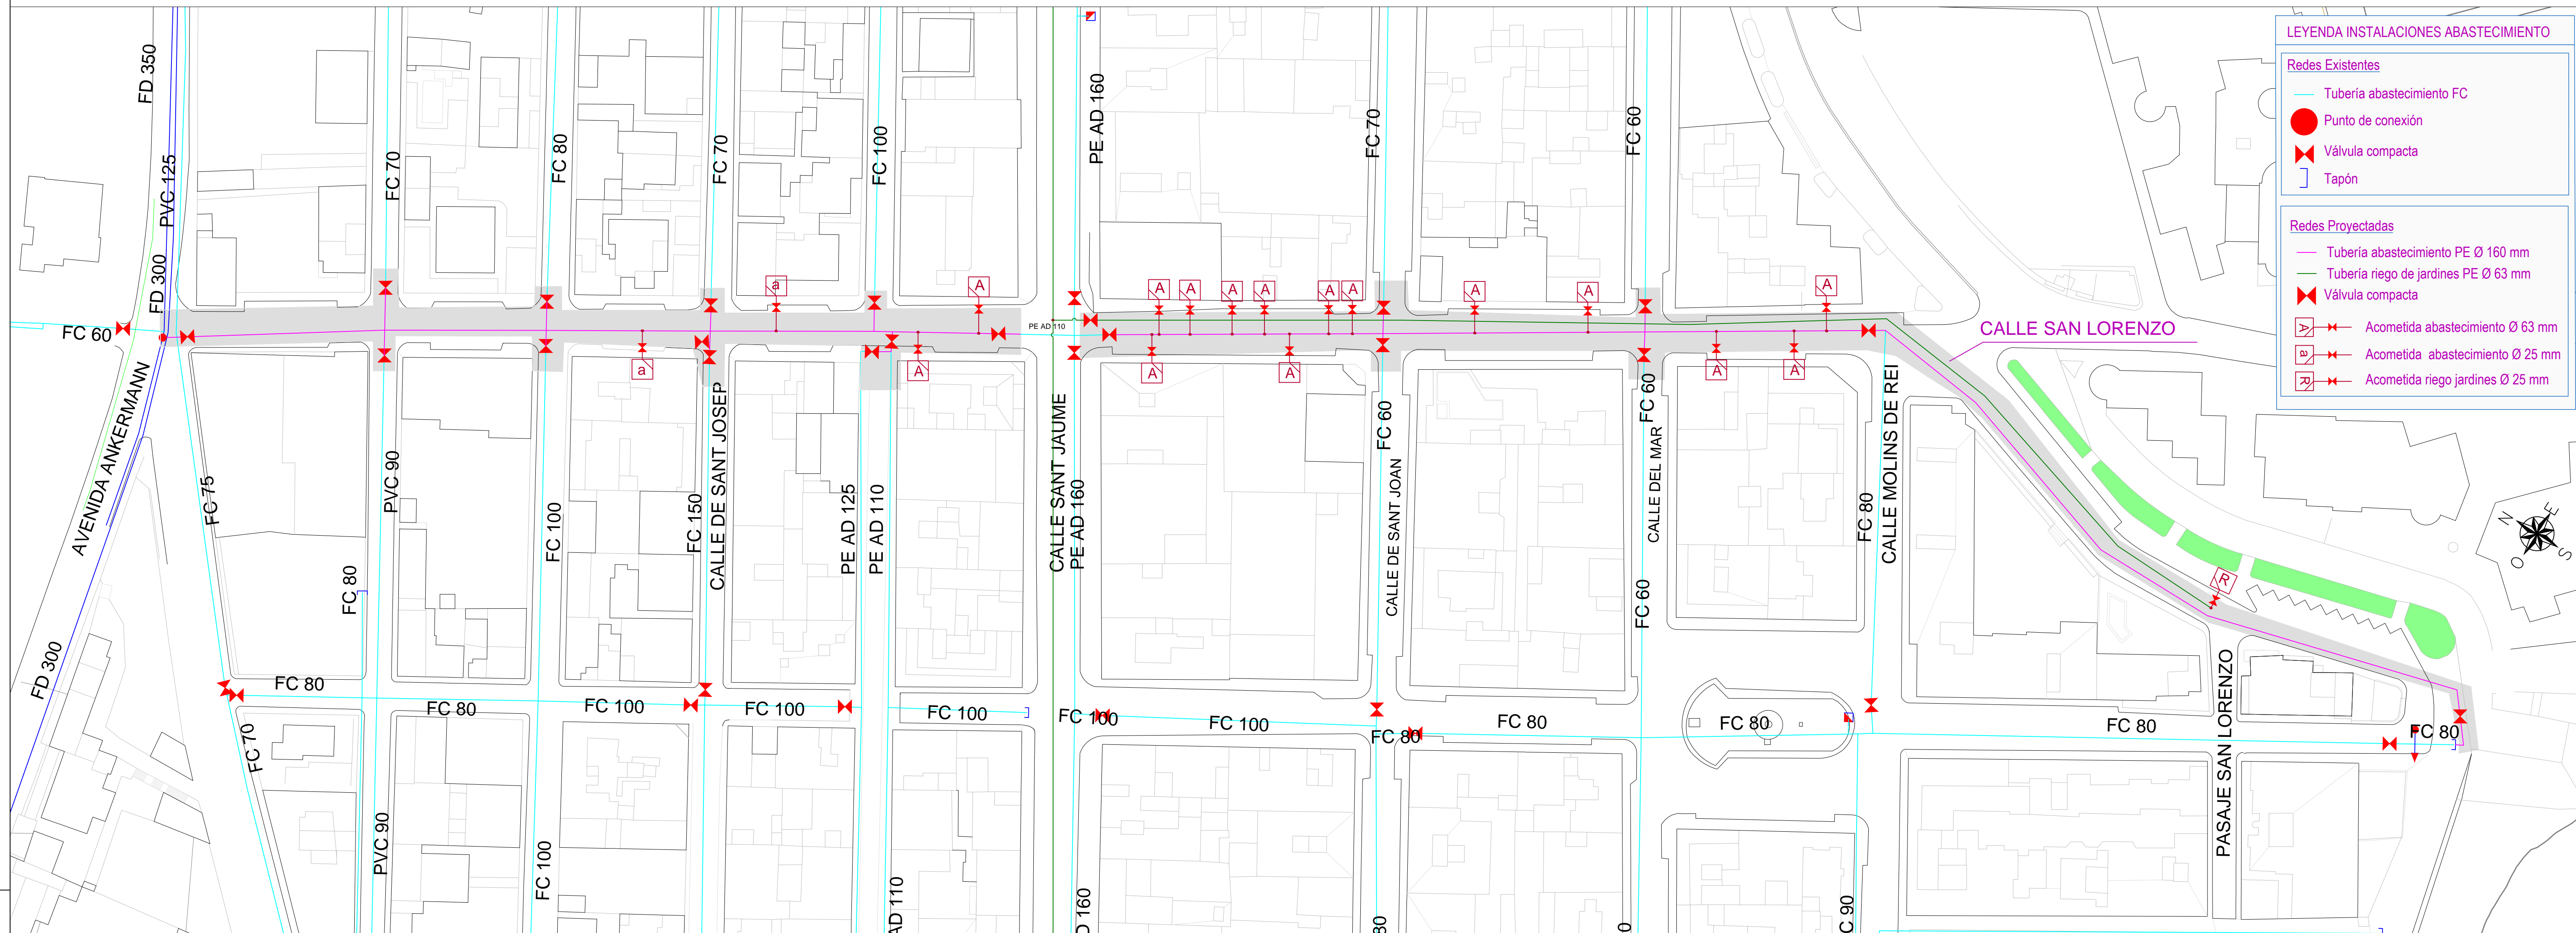 LEYENDA INSTALACIONES ABASTECIMIENTO
Redes Existentes
Tubería abastecimiento FC
Punto de conexión
Válvula compacta
Tapón
Redes Proyectadas
Tubería abastecimiento PE Ø 160 mm
Tubería riego de jardines PE Ø 63 mm
Válvula compacta
A
Acometida abastecimiento Ø 63 mm
a
Acometida abastecimiento Ø 25 mm
R
Acometida riego jardines Ø 25 mm
FD 350
PVC 125
FD 300
FC 70
FC 80
FC 70
FC 100
PE AD 160
FC 70
FC 60
a
A
A
A
A
A
A
A
A
A
A
FC 60
PE AD 110
CALLE SAN LORENZO
a
A
A
A
A
A
AVENIDA ANKERMANN
FC 75
PVC 90
FC 100
FC 150
CALLE DE SANT JOSEP
PE AD 125
PE AD 110
CALLE SANT JAUME
PE AD 160
FC 60
CALLE DE SANT JOAN
FC 60
CALLE DEL MAR
FC 60
FC 80
CALLE MOLINS DE REI
N
E
S
O
R
FC 80
FD 300
FC 80
FC 80
FC 100
FC 100
FC 100
FC 100
FC 100
FC 80
FC 80
FC 80
FC 80
FC 80
FC 70
PASAJE SAN LORENZO
PVC 90
FC 100
AD 110
D 160
80
0
C 90